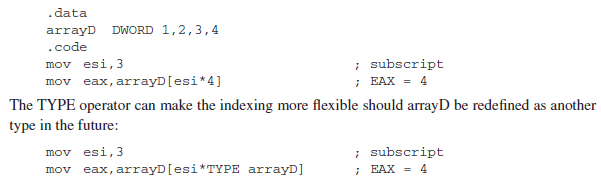 .data
arrayD DWORD 1,2,3,4
.code
mov esi,3 ; subscript
mov eax,arrayD[esi*4] ; EAX = 4
The TYPE operator can make the indexing more flexible should arrayD be redefined as another
type in the future:
mov esi,3 ; subscript
mov eax,arrayD[esi*TYPE arrayD] ; EAX = 4